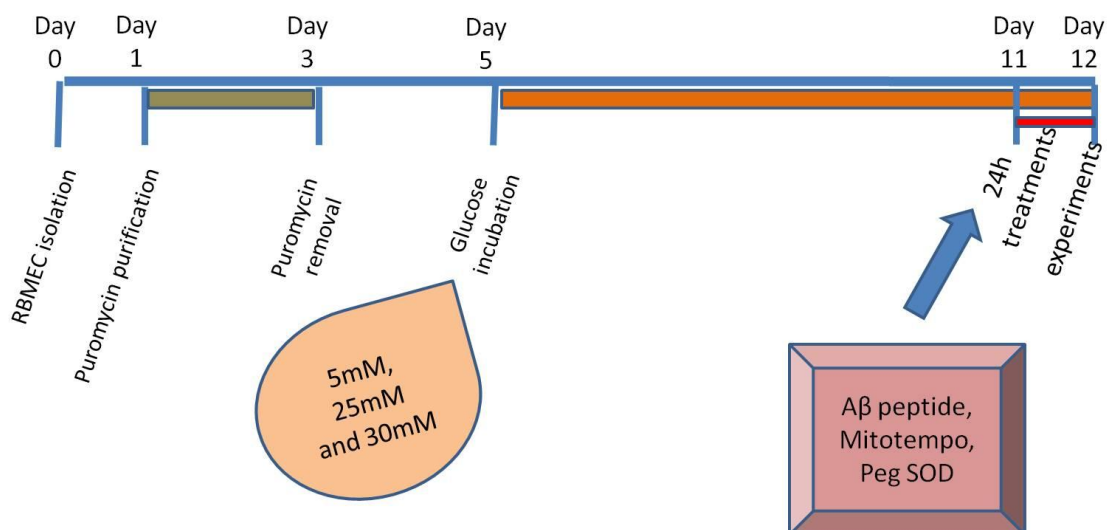 Day
0
Day
1
Day
3
Day
5
Day
11
Day
12
RBMEC isolation
Puromycin purification
Puromycin
removal
Glucose
incubation
24h
treatments
experiments
5mM,
25mM
and 30mM
Aβ peptide,
Mitotempo,
Peg SOD